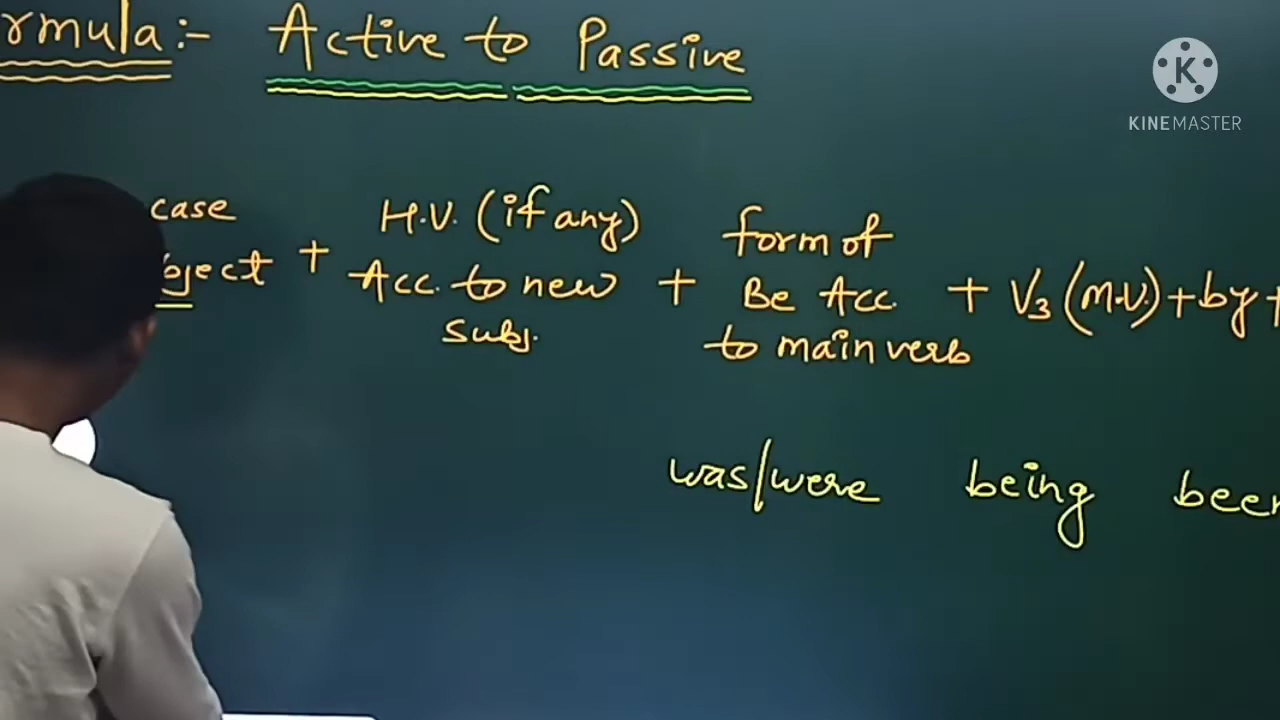 rmula:- Active to Passive
KINEMASTER
case H.V. (if any) form of
bject + Acc. to new + Be Acc. + V3 (M.V) + by +
subj. to main verb
was/were being been